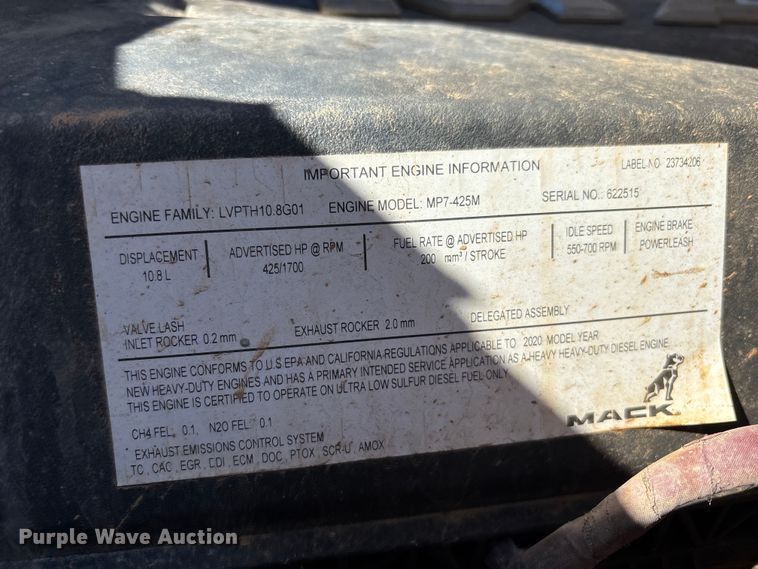 IMPORTANT ENGINE INFORMATION LABEL NO 23734206
ENGINE FAMILY: LVPTH10.8G01 ENGINE MODEL: MP7-425M SERIAL NO.: 622515
DISPLACEMENT ADVERTISED HP @ RPM FUEL RATE @ ADVERTISED HP IDLE SPEED ENGINE BRAKE
10.8 L 425/1700 200 mm³ / STROKE 550-700 RPM POWERLEASH
VALVE LASH DELEGATED ASSEMBLY
INLET ROCKER 0.2 mm EXHAUST ROCKER 2.0 mm
THIS ENGINE CONFORMS TO U.S EPA AND CALIFORNIA REGULATIONS APPLICABLE TO 2020 MODEL YEAR
NEW HEAVY-DUTY ENGINES AND HAS A PRIMARY INTENDED SERVICE APPLICATION AS A HEAVY HEAVY-DUTY DIESEL ENGINE.
THIS ENGINE IS CERTIFIED TO OPERATE ON ULTRA LOW SULFUR DIESEL FUEL ONLY
CH4 FEL : 0.1, N2O FEL : 0.1
EXHAUST EMISSIONS CONTROL SYSTEM
TC , CAC , EGR , DDI , ECM , DOC , PTOX , SCR-U , AMOX
MACK
Purple Wave Auction